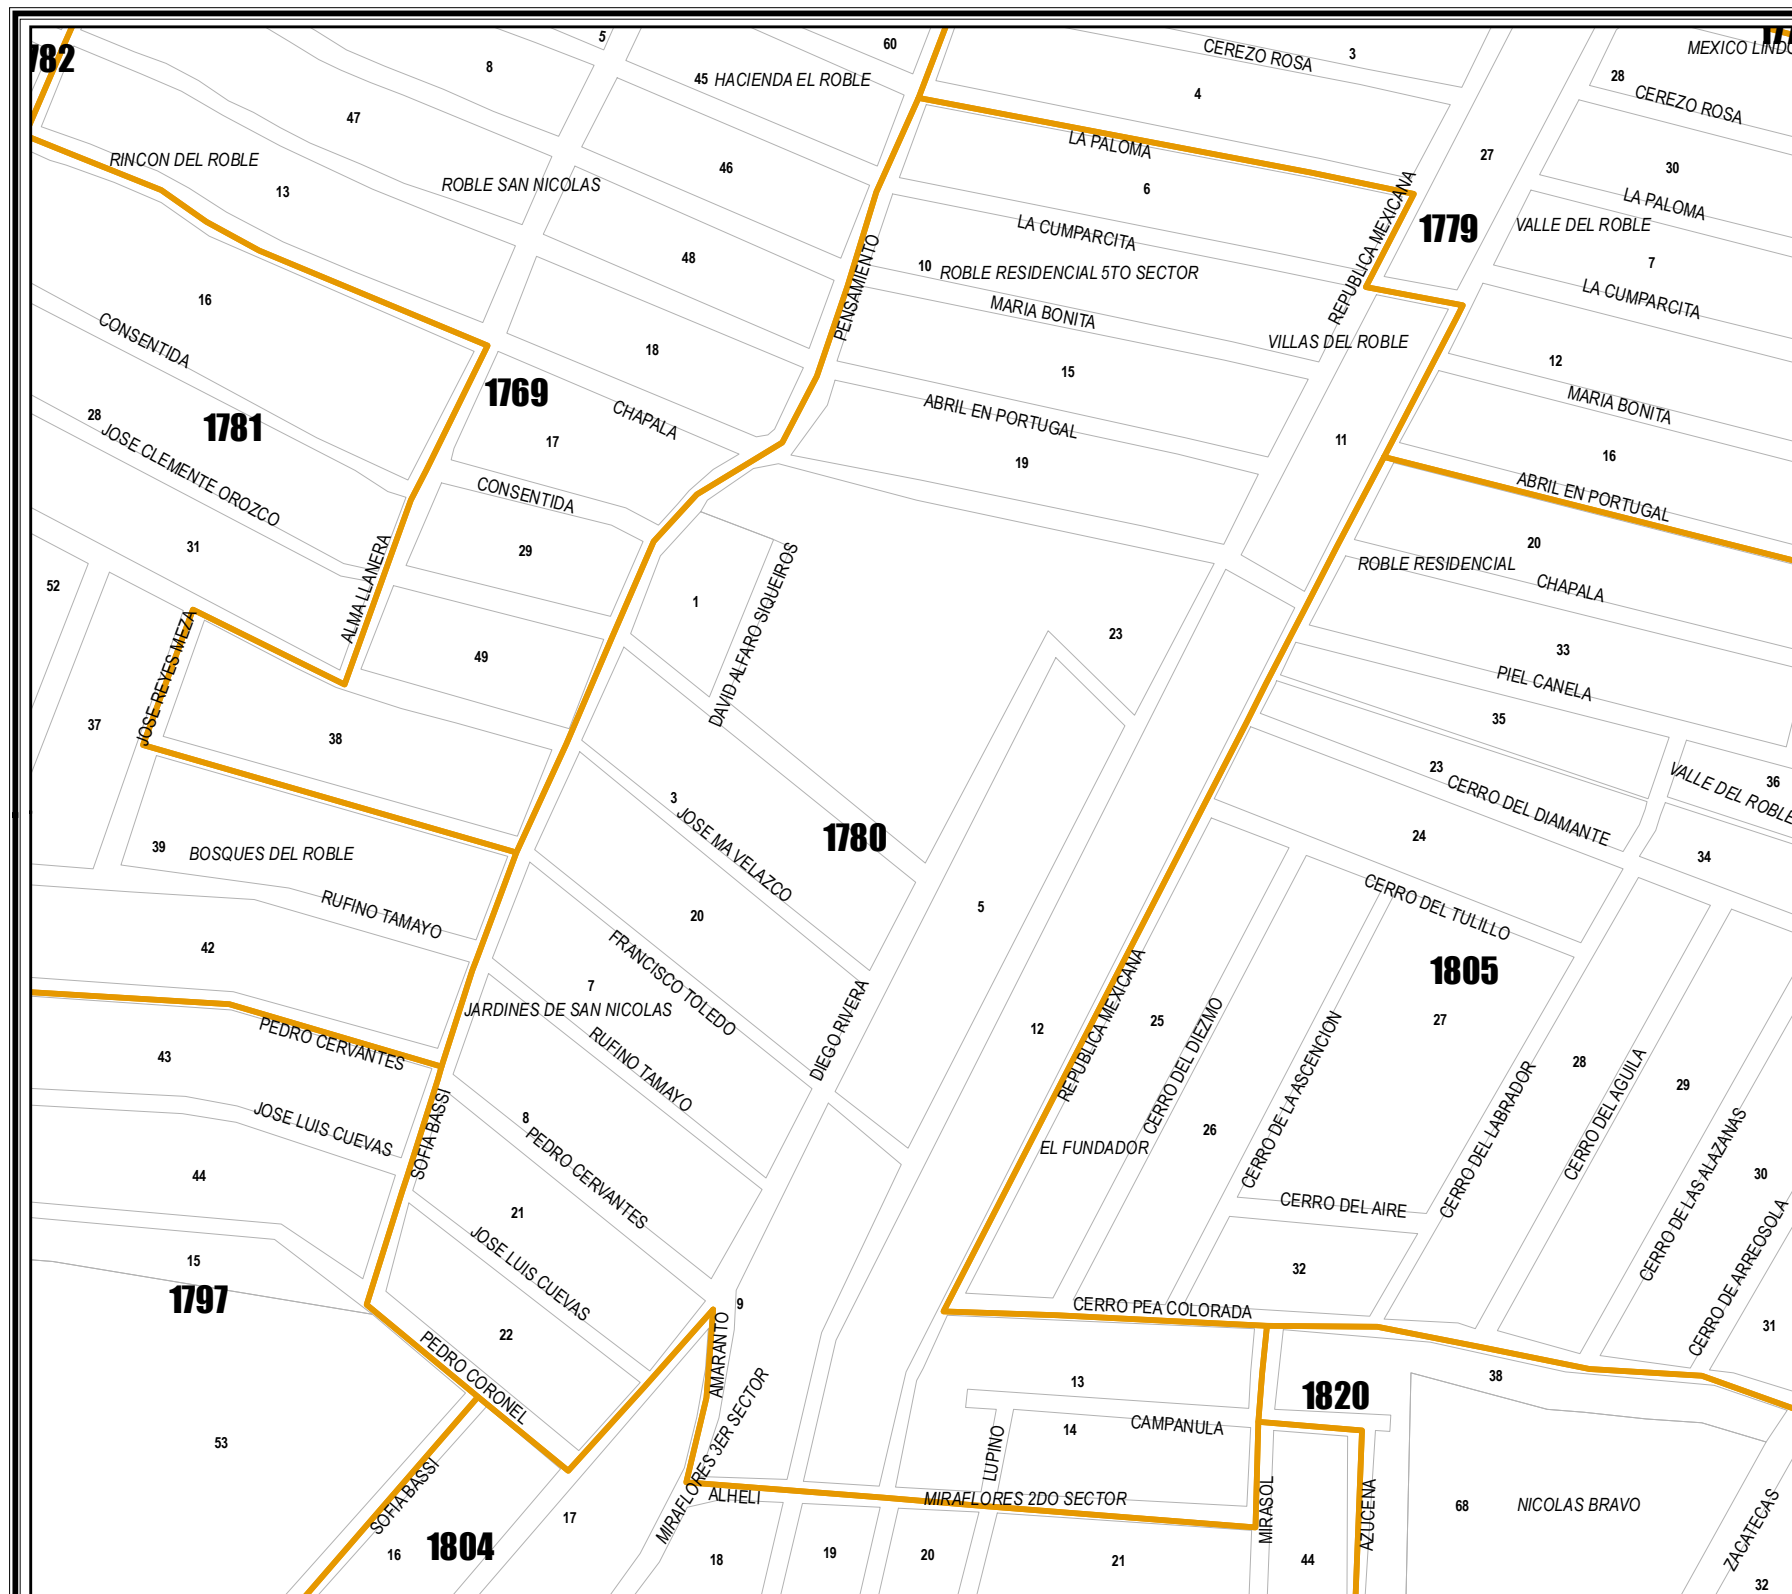 782
5
60
3
177
MEXICO LINDO
8
45
HACIENDA EL ROBLE
CEREZO ROSA
28
CEREZO ROSA
4
47
LA PALOMA
27
RINCON DEL ROBLE
13
ROBLE SAN NICOLAS
46
6
30
LA PALOMA
REPUBLICA MEXICANA
1779
VALLE DEL ROBLE
LA CUMPARCITA
48
PENSAMIENTO
10
ROBLE RESIDENCIAL 5TO SECTOR
7
LA CUMPARCITA
16
MARIA BONITA
VILLAS DEL ROBLE
CONSENTIDA
18
15
12
1769
CHAPALA
ABRIL EN PORTUGAL
MARIA BONITA
28
1781
JOSE CLEMENTE OROZCO
17
11
16
19
CONSENTIDA
ABRIL EN PORTUGAL
31
ALMA LLANERA
29
20
ROBLE RESIDENCIAL
CHAPALA
52
1
DAVID ALFARO SIQUEIROS
23
JOSE REYES MEZA
49
33
PIEL CANELA
37
38
35
23
CERRO DEL DIAMANTE
VALLE DEL ROBLE
36
3
JOSE MA VELAZCO
1780
39
BOSQUES DEL ROBLE
24
34
RUFINO TAMAYO
20
5
CERRO DEL TULILLO
42
FRANCISCO TOLEDO
1805
7
JARDINES DE SAN NICOLAS
DIEGO RIVERA
REPUBLICA MEXICANA
PEDRO CERVANTES
43
RUFINO TAMAYO
12
25
CERRO DEL DIEZMO
CERRO DE LA ASCENCION
27
28
CERRO DEL AGUILA
29
SOFIA BASSI
JOSE LUIS CUEVAS
8
PEDRO CERVANTES
EL FUNDADOR
26
CERRO DEL LABRADOR
CERRO DE LAS ALAZANAS
44
30
CERRO DEL AIRE
21
JOSE LUIS CUEVAS
CERRO DE ARREOSOLA
15
32
1797
9
CERRO PEA COLORADA
31
22
PEDRO CORONEL
AMARANTO
MIRAFLORES 3ER SECTOR
13
1820
38
CAMPANULA
14
LUPINO
53
SOFIA BASSI
ALHELI
MIRAFLORES 2DO SECTOR
MIRASOL
AZUCENA
68
NICOLAS BRAVO
17
1804
16
18
19
20
21
44
ZACATECAS
32